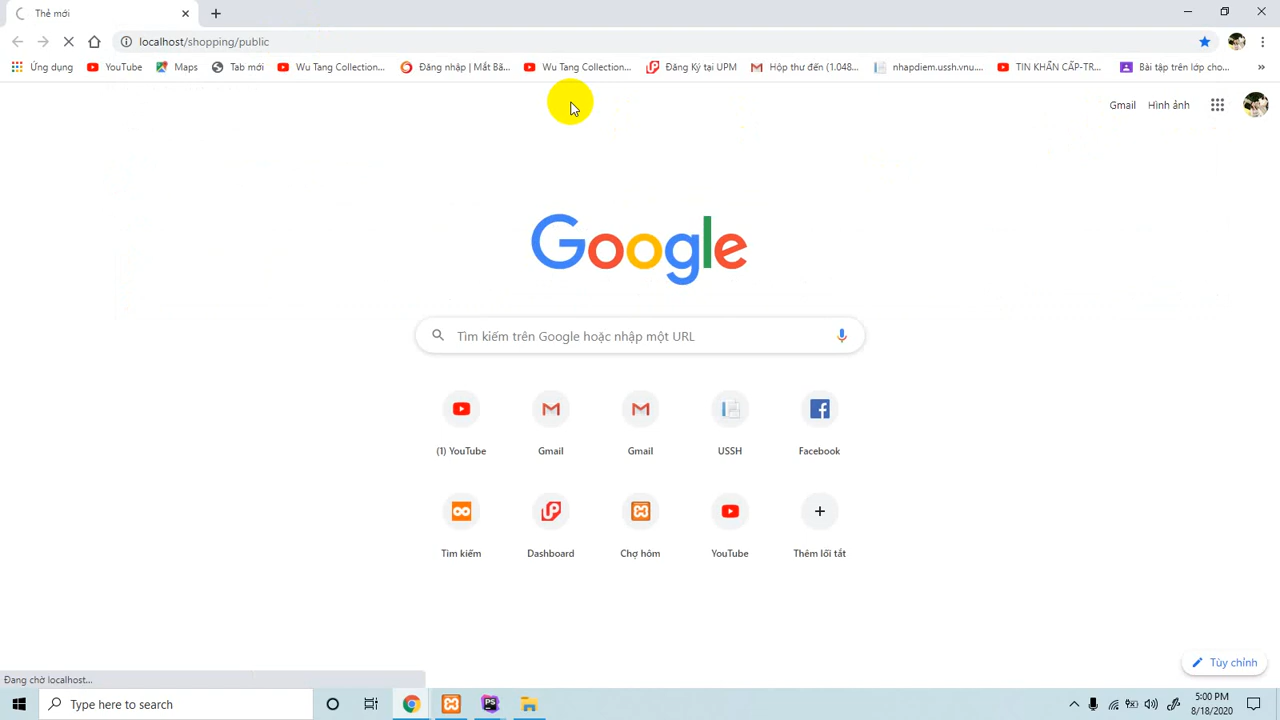 Thẻ mới
localhost/shopping/public
Ứng dụng YouTube Maps Tab mới Wu Tang Collection... Đăng nhập | Mắt Bã... Wu Tang Collection... Đăng Ký tại UPM Hộp thư đến (1.048... nhapdiem.ussh.vnu.... TIN KHẨN CẤP-TR... Bài tập trên lớp cho... »
Gmail Hình ảnh
Google
Tìm kiếm trên Google hoặc nhập một URL
(1) YouTube Gmail Gmail USSH Facebook
Tìm kiếm Dashboard Chợ hôm YouTube Thêm lối tắt
Tùy chỉnh
Đang chờ localhost...
Type here to search
5:00 PM
8/18/2020